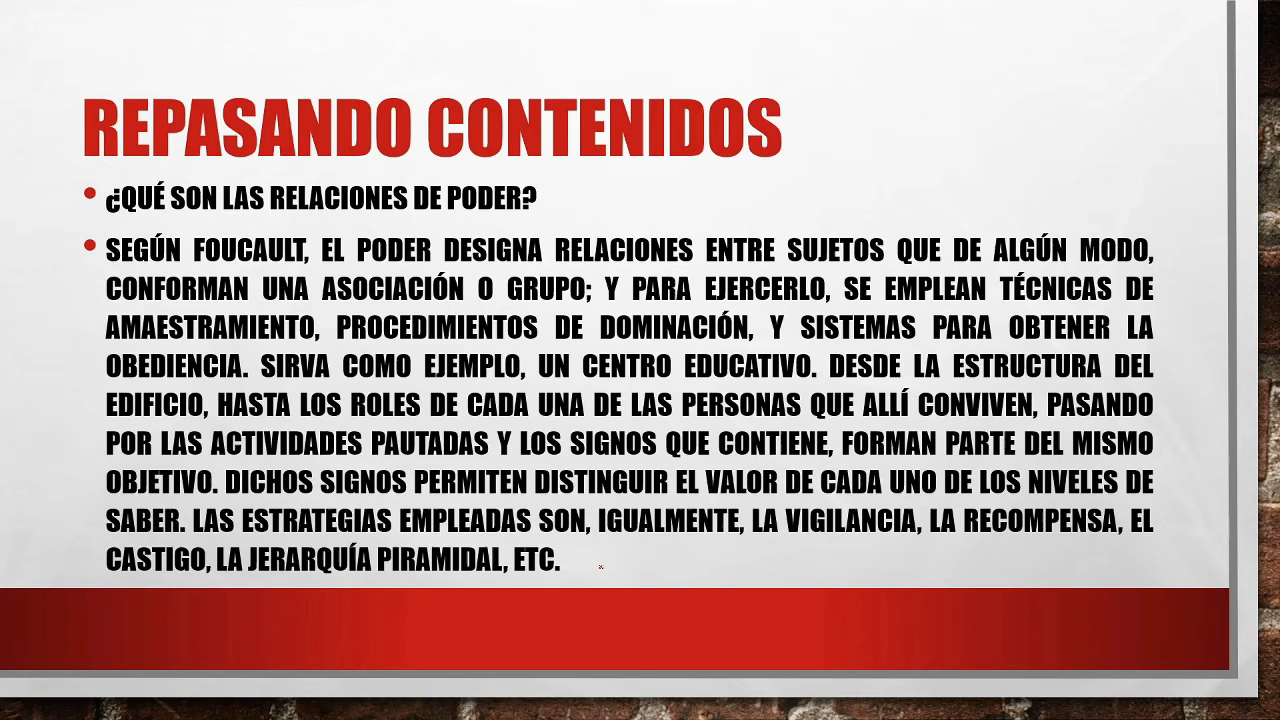 REPASANDO CONTENIDOS
• ¿QUÉ SON LAS RELACIONES DE PODER?
• SEGÚN FOUCAULT, EL PODER DESIGNA RELACIONES ENTRE SUJETOS QUE DE ALGÚN MODO,
CONFORMAN UNA ASOCIACIÓN O GRUPO; Y PARA EJERCERLO, SE EMPLEAN TÉCNICAS DE
AMAESTRAMIENTO, PROCEDIMIENTOS DE DOMINACIÓN, Y SISTEMAS PARA OBTENER LA
OBEDIENCIA. SIRVA COMO EJEMPLO, UN CENTRO EDUCATIVO. DESDE LA ESTRUCTURA DEL
EDIFICIO, HASTA LOS ROLES DE CADA UNA DE LAS PERSONAS QUE ALLÍ CONVIVEN, PASANDO
POR LAS ACTIVIDADES PAUTADAS Y LOS SIGNOS QUE CONTIENE, FORMAN PARTE DEL MISMO
OBJETIVO. DICHOS SIGNOS PERMITEN DISTINGUIR EL VALOR DE CADA UNO DE LOS NIVELES DE
SABER. LAS ESTRATEGIAS EMPLEADAS SON, IGUALMENTE, LA VIGILANCIA, LA RECOMPENSA, EL
CASTIGO, LA JERARQUÍA PIRAMIDAL, ETC.